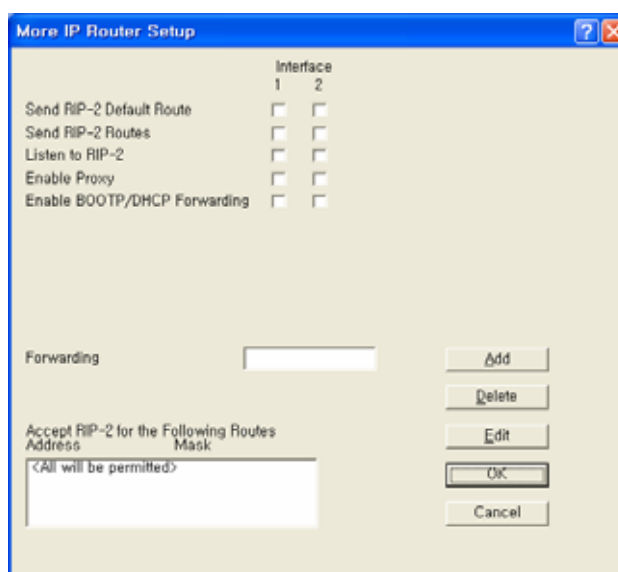 More IP Router Setup
Interface
1 2
Send RIP-2 Default Route
Send RIP-2 Routes
Listen to RIP-2
Enable Proxy
Enable BOOTP/DHCP Forwarding
Forwarding
Add
Delete
Accept RIP-2 for the Following Routes
Address Mask
<All will be permitted>
Edit
OK
Cancel